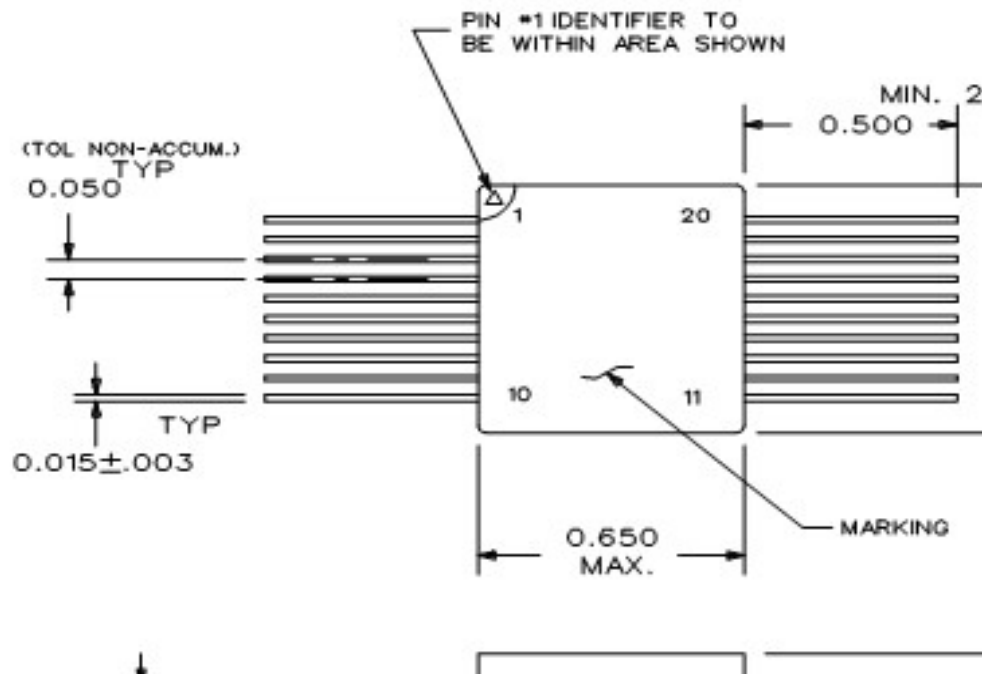 PIN #1 IDENTIFIER TO
BE WITHIN AREA SHOWN
MIN. 2
0.500
(TOL NON-ACCUM.)
TYP
0.050
1
20
10
11
TYP
0.015±.003
MARKING
0.650
MAX.